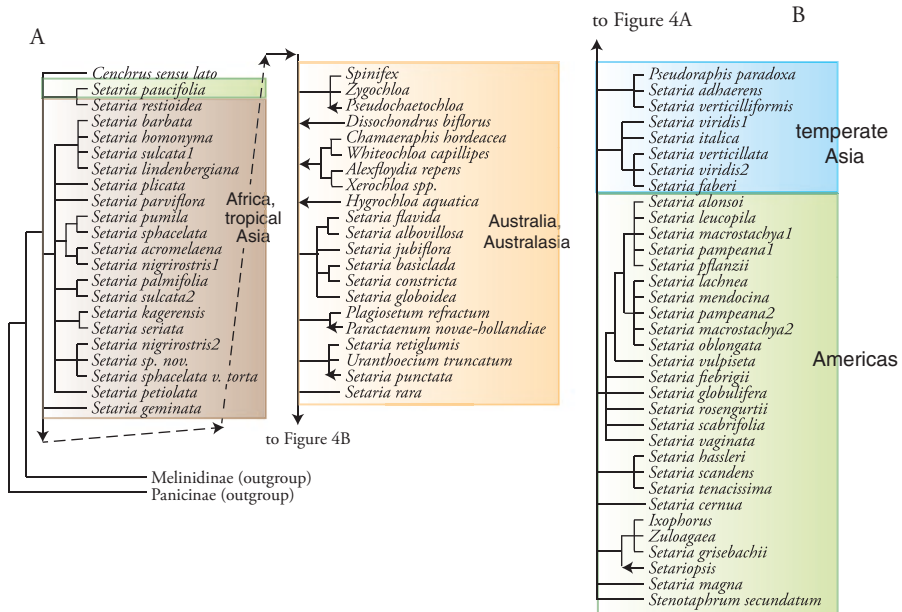 A
Cenchrus sensu lato
Setaria paucifolia
Setaria restioidea
Setaria barbata
Setaria homonyma
Setaria sulcata1
Setaria lindenbergiana
Setaria plicata
Setaria parviflora
Setaria pumila
Setaria sphacelata
Setaria acromelaena
Setaria nigrirostris1
Setaria palmifolia
Setaria sulcata2
Setaria kagerensis
Setaria seriata
Setaria nigrirostris2
Setaria sp. nov.
Setaria sphacelata v. torta
Setaria petiolata
Setaria geminata
Africa,
tropical
Asia
Melinidinae (outgroup)
Panicinae (outgroup)
Spinifex
Zygochloa
Pseudochaetochloa
Dissochondrus biflorus
Chamaeraphis hordeacea
Whiteochloa capillipes
Alexfloydia repens
Xerochloa spp.
Hygrochloa aquatica
Setaria flavida
Setaria albovillosa
Setaria jubiflora
Setaria basiclada
Setaria constricta
Setaria globoidea
Plagiosetum refractum
Paractaenum novae-hollandiae
Setaria retiglumis
Uranthoecium truncatum
Setaria punctata
Setaria rara
Australia,
Australasia
to Figure 4B
to Figure 4A
B
Pseudoraphis paradoxa
Setaria adhaerens
Setaria verticilliformis
Setaria viridis1
Setaria italica
Setaria verticillata
Setaria viridis2
Setaria faberi
temperate
Asia
Setaria alonsoi
Setaria leucopila
Setaria macrostachya1
Setaria pampeana1
Setaria pflanzii
Setaria lachnea
Setaria mendocina
Setaria pampeana2
Setaria macrostachya2
Setaria oblongata
Setaria vulpiseta
Setaria fiebrigii
Setaria globulifera
Setaria rosengurtii
Setaria scabrifolia
Setaria vaginata
Setaria hassleri
Setaria scandens
Setaria tenacissima
Setaria cernua
Ixophorus
Zuloagaea
Setaria grisebachii
Setariopsis
Setaria magna
Stenotaphrum secundatum
Americas